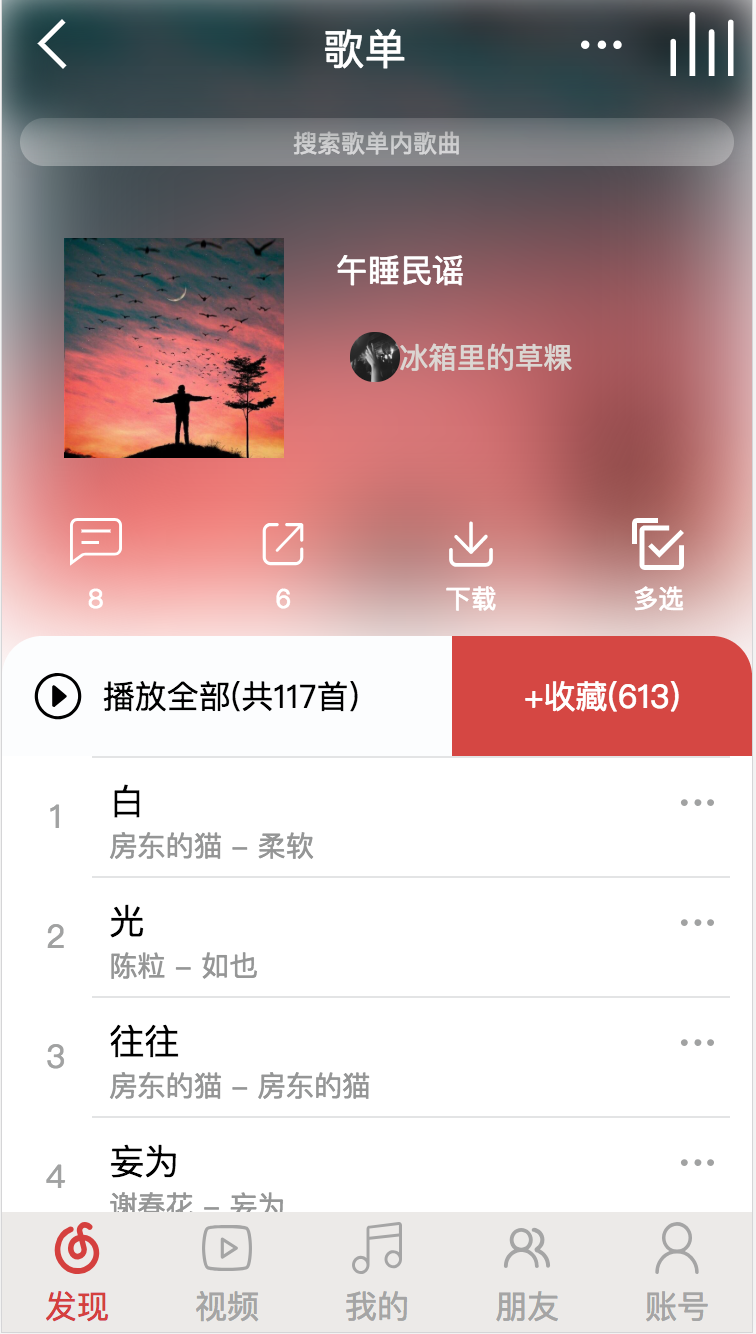 歌单
搜索歌单内歌曲
午睡民谣
冰箱里的草粿
8
6
下载
多选
播放全部(共117首)
+收藏(613)
1
白
房东的猫 – 柔软
2
光
陈粒 – 如也
3
往往
房东的猫 – 房东的猫
4
妄为
谢春花 – 妄为
发现
视频
我的
朋友
账号